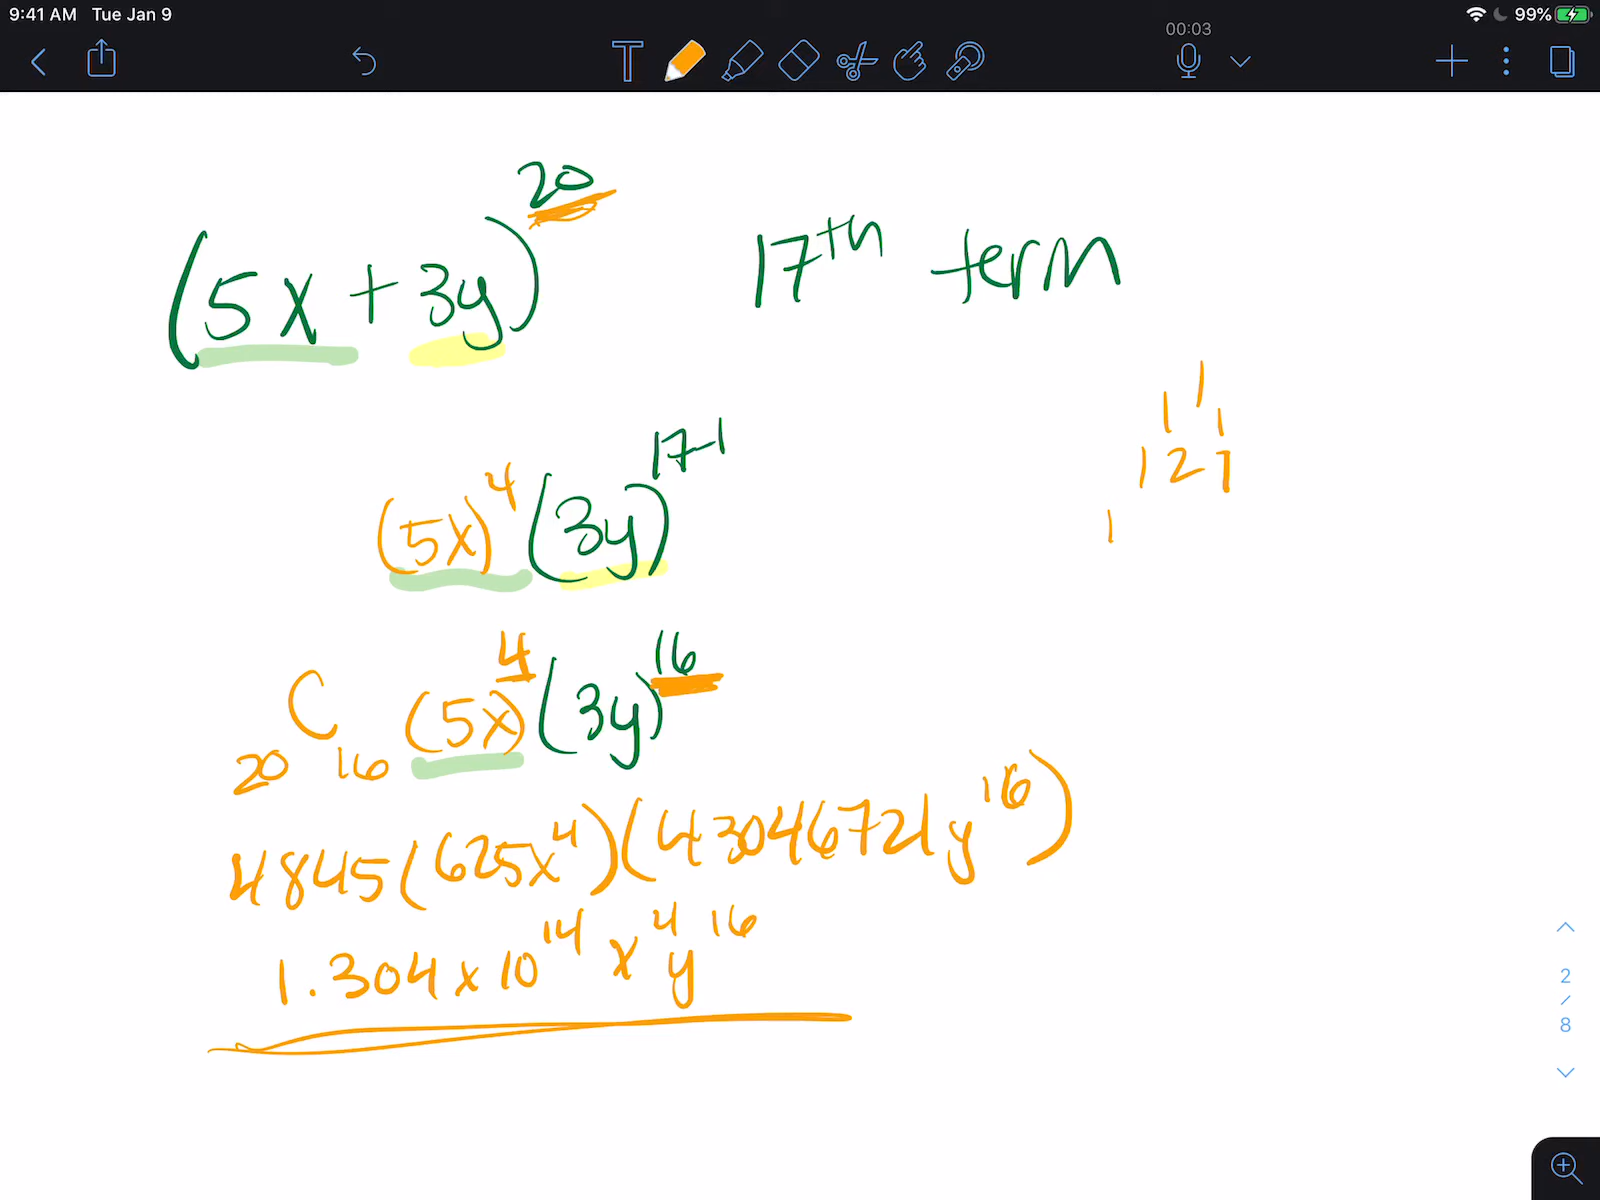 9:41 AM Tue Jan 9
99%
00:03
T
(5x + 3y)^20 17th term
1
1 1
1 2 1
1
(5x)^4 (3y)^17-1
20 C 16 (5x)^4 (3y)^16
4845(625x^4)(43046721y^16)
1.304 x 10^14 x^4 y^16
2
/
8